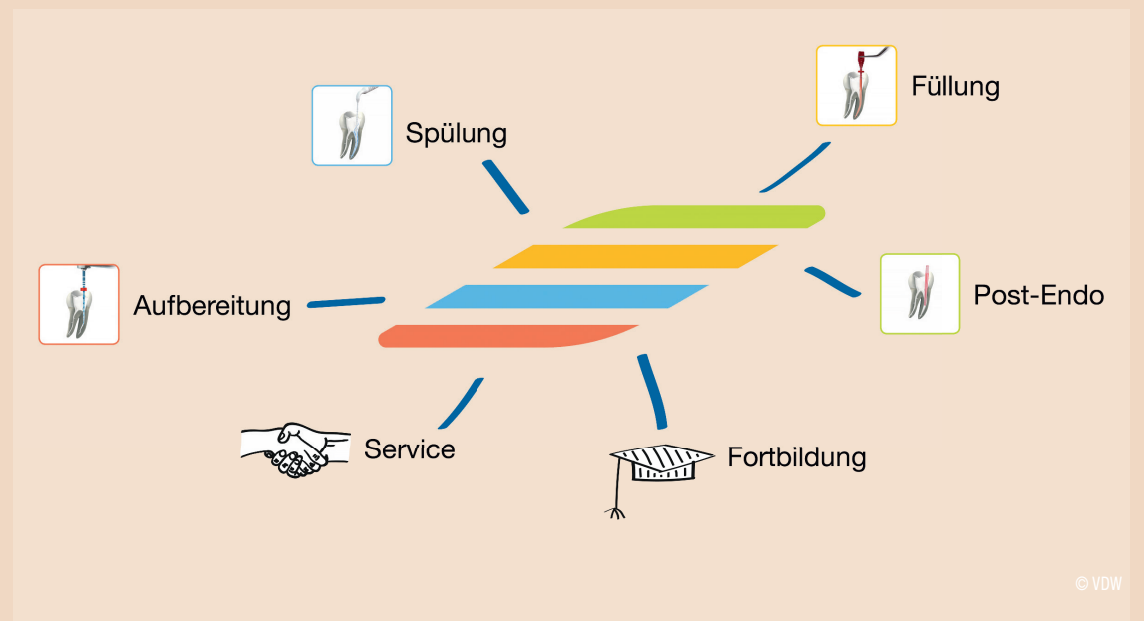 Füllung
Spülung
Post-Endo
Aufbereitung
Service
Fortbildung
© VDW